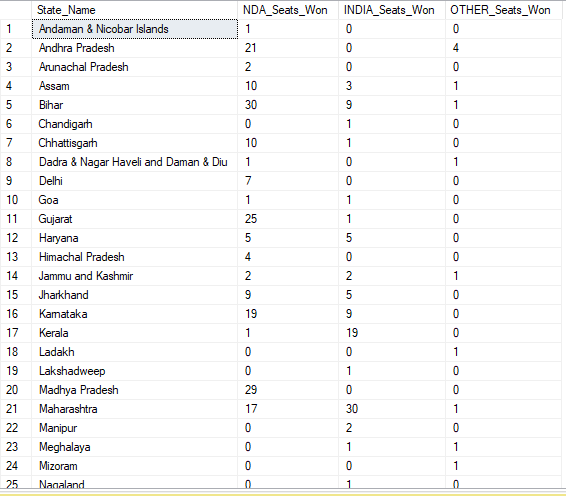 State_Name NDA_Seats_Won INDIA_Seats_Won OTHER_Seats_Won
1 Andaman & Nicobar Islands 1 0 0
2 Andhra Pradesh 21 0 4
3 Arunachal Pradesh 2 0 0
4 Assam 10 3 1
5 Bihar 30 9 1
6 Chandigarh 0 1 0
7 Chhattisgarh 10 1 0
8 Dadra & Nagar Haveli and Daman & Diu 1 0 1
9 Delhi 7 0 0
10 Goa 1 1 0
11 Gujarat 25 1 0
12 Haryana 5 5 0
13 Himachal Pradesh 4 0 0
14 Jammu and Kashmir 2 2 1
15 Jharkhand 9 5 0
16 Karnataka 19 9 0
17 Kerala 1 19 0
18 Ladakh 0 0 1
19 Lakshadweep 0 1 0
20 Madhya Pradesh 29 0 0
21 Maharashtra 17 30 1
22 Manipur 0 2 0
23 Meghalaya 0 1 1
24 Mizoram 0 0 1
25 Nagaland 0 1 0